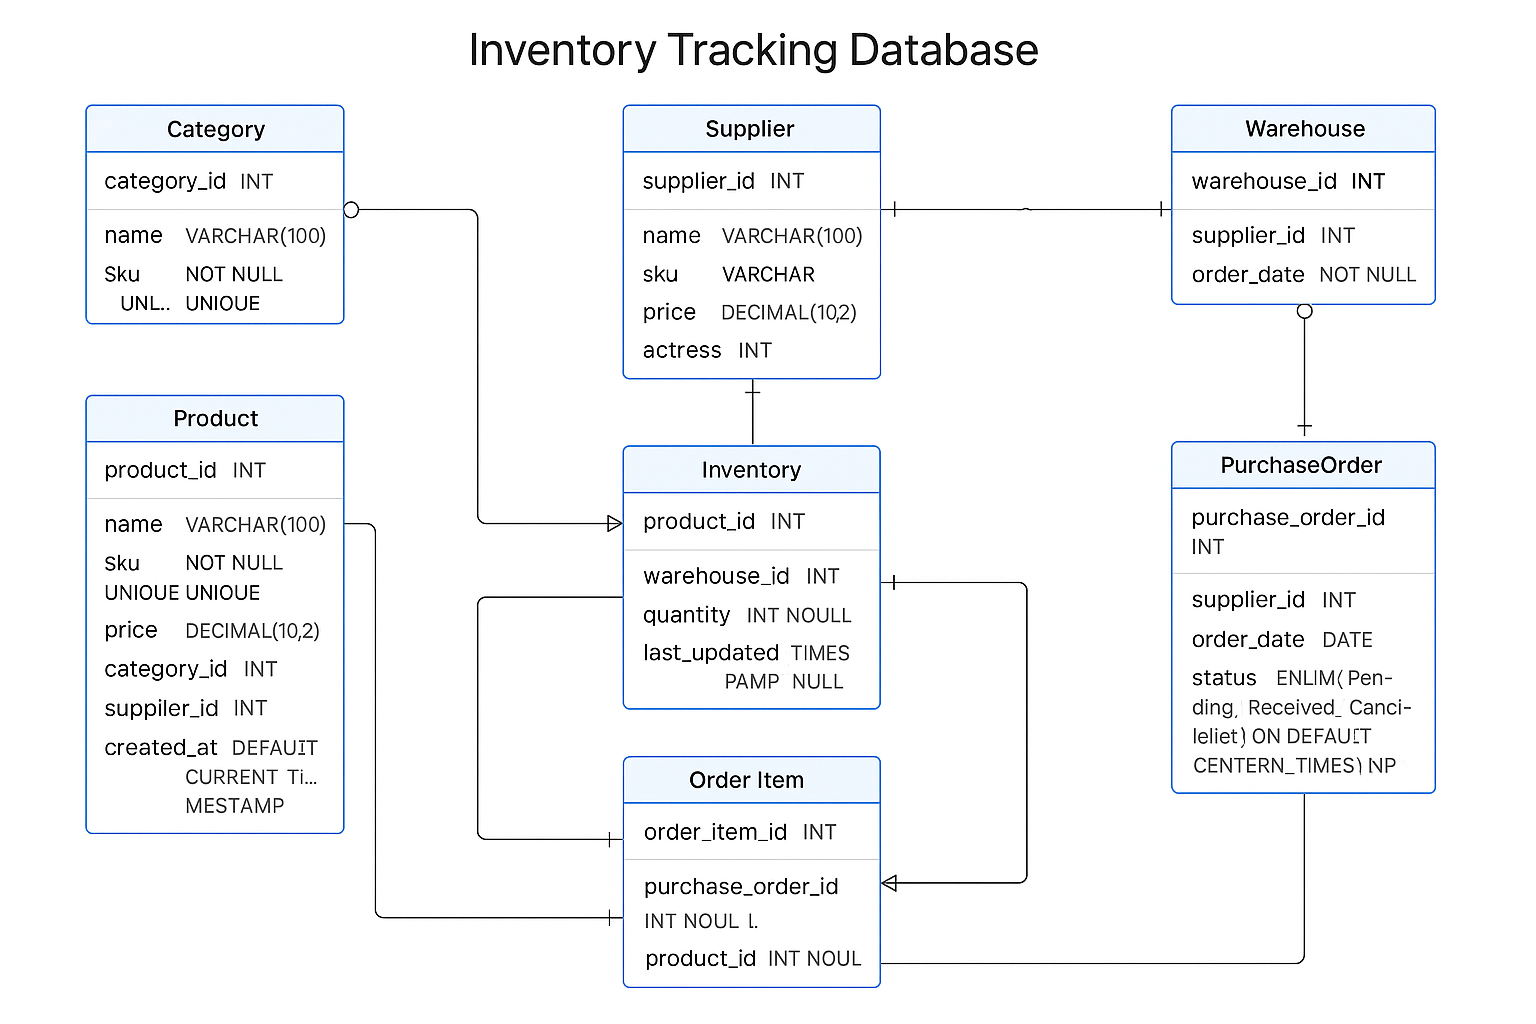 Inventory Tracking Database
Category
category_id INT
name VARCHAR(100)
Sku NOT NULL
UNL.. UNIOUE
Product
product_id INT
name VARCHAR(100)
Sku NOT NULL
UNIOUE UNIOUE
price DECIMAL(10,2)
category_id INT
suppiler_id INT
created_at DEFAUIT
CURRENT Ti...
MESTAMP
Supplier
supplier_id INT
name VARCHAR(100)
sku VARCHAR
price DECIMAL(10,2)
actress INT
Inventory
product_id INT
warehouse_id INT
quantity INT NOULL
last_updated TIMES
PAMP NULL
Order Item
order_item_id INT
purchase_order_id
INT NOUL l.
product_id INT NOUL
Warehouse
warehouse_id INT
supplier_id INT
order_date NOT NULL
PurchaseOrder
purchase_order_id
INT
supplier_id INT
order_date DATE
status ENLIM( Pen-
ding, Received_ Canci-
leliet) ON DEFAUIT
CENTERN_TIMES) NP